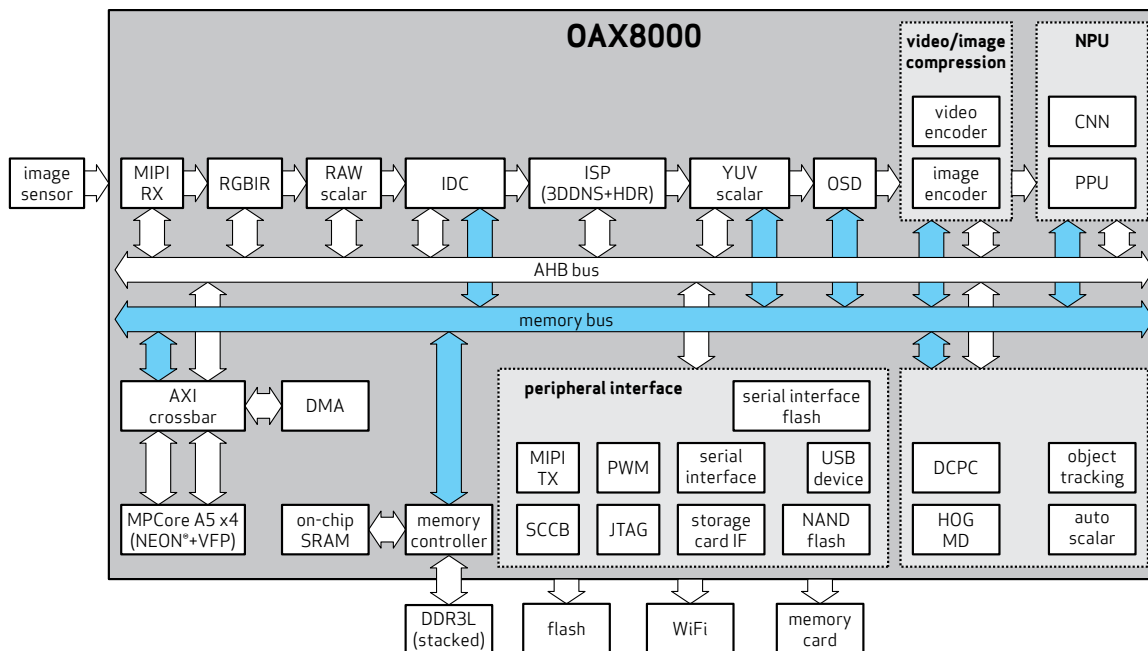 OAX8000
video/image
compression
NPU
video
encoder
CNN
image
sensor
MIPI
RX
RGBIR
RAW
scalar
IDC
ISP
(3DDNS+HDR)
YUV
scalar
OSD
image
encoder
PPU
AHB bus
memory bus
AXI
crossbar
DMA
peripheral interface
serial interface
flash
MIPI
TX
PWM
serial
interface
USB
device
DCPC
object
tracking
MPCore A5 x4
(NEON®+VFP)
on-chip
SRAM
memory
controller
SCCB
JTAG
storage
card IF
NAND
flash
HOG
MD
auto
scalar
DDR3L
(stacked)
flash
WiFi
memory
card